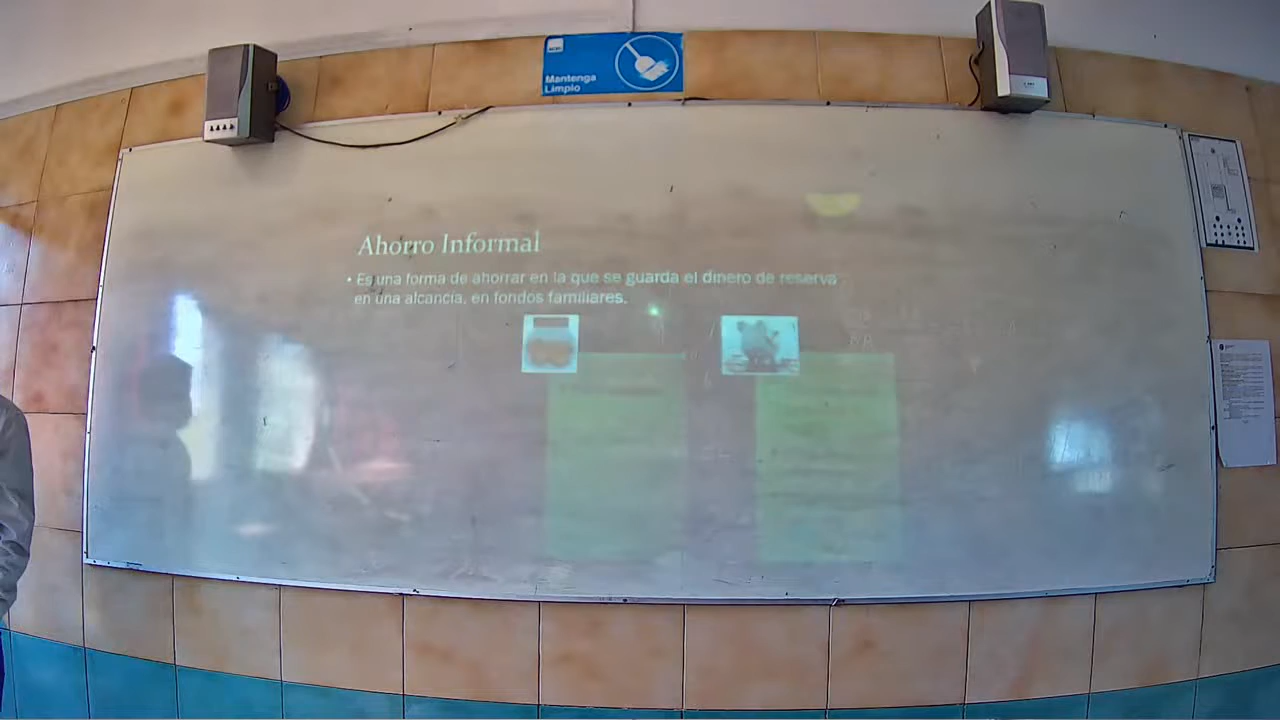 Mantenga
Limpio
Ahorro Informal
• Es una forma de ahorrar en la que se guarda el dinero de reserva
en una alcancía, en fondos familiares.